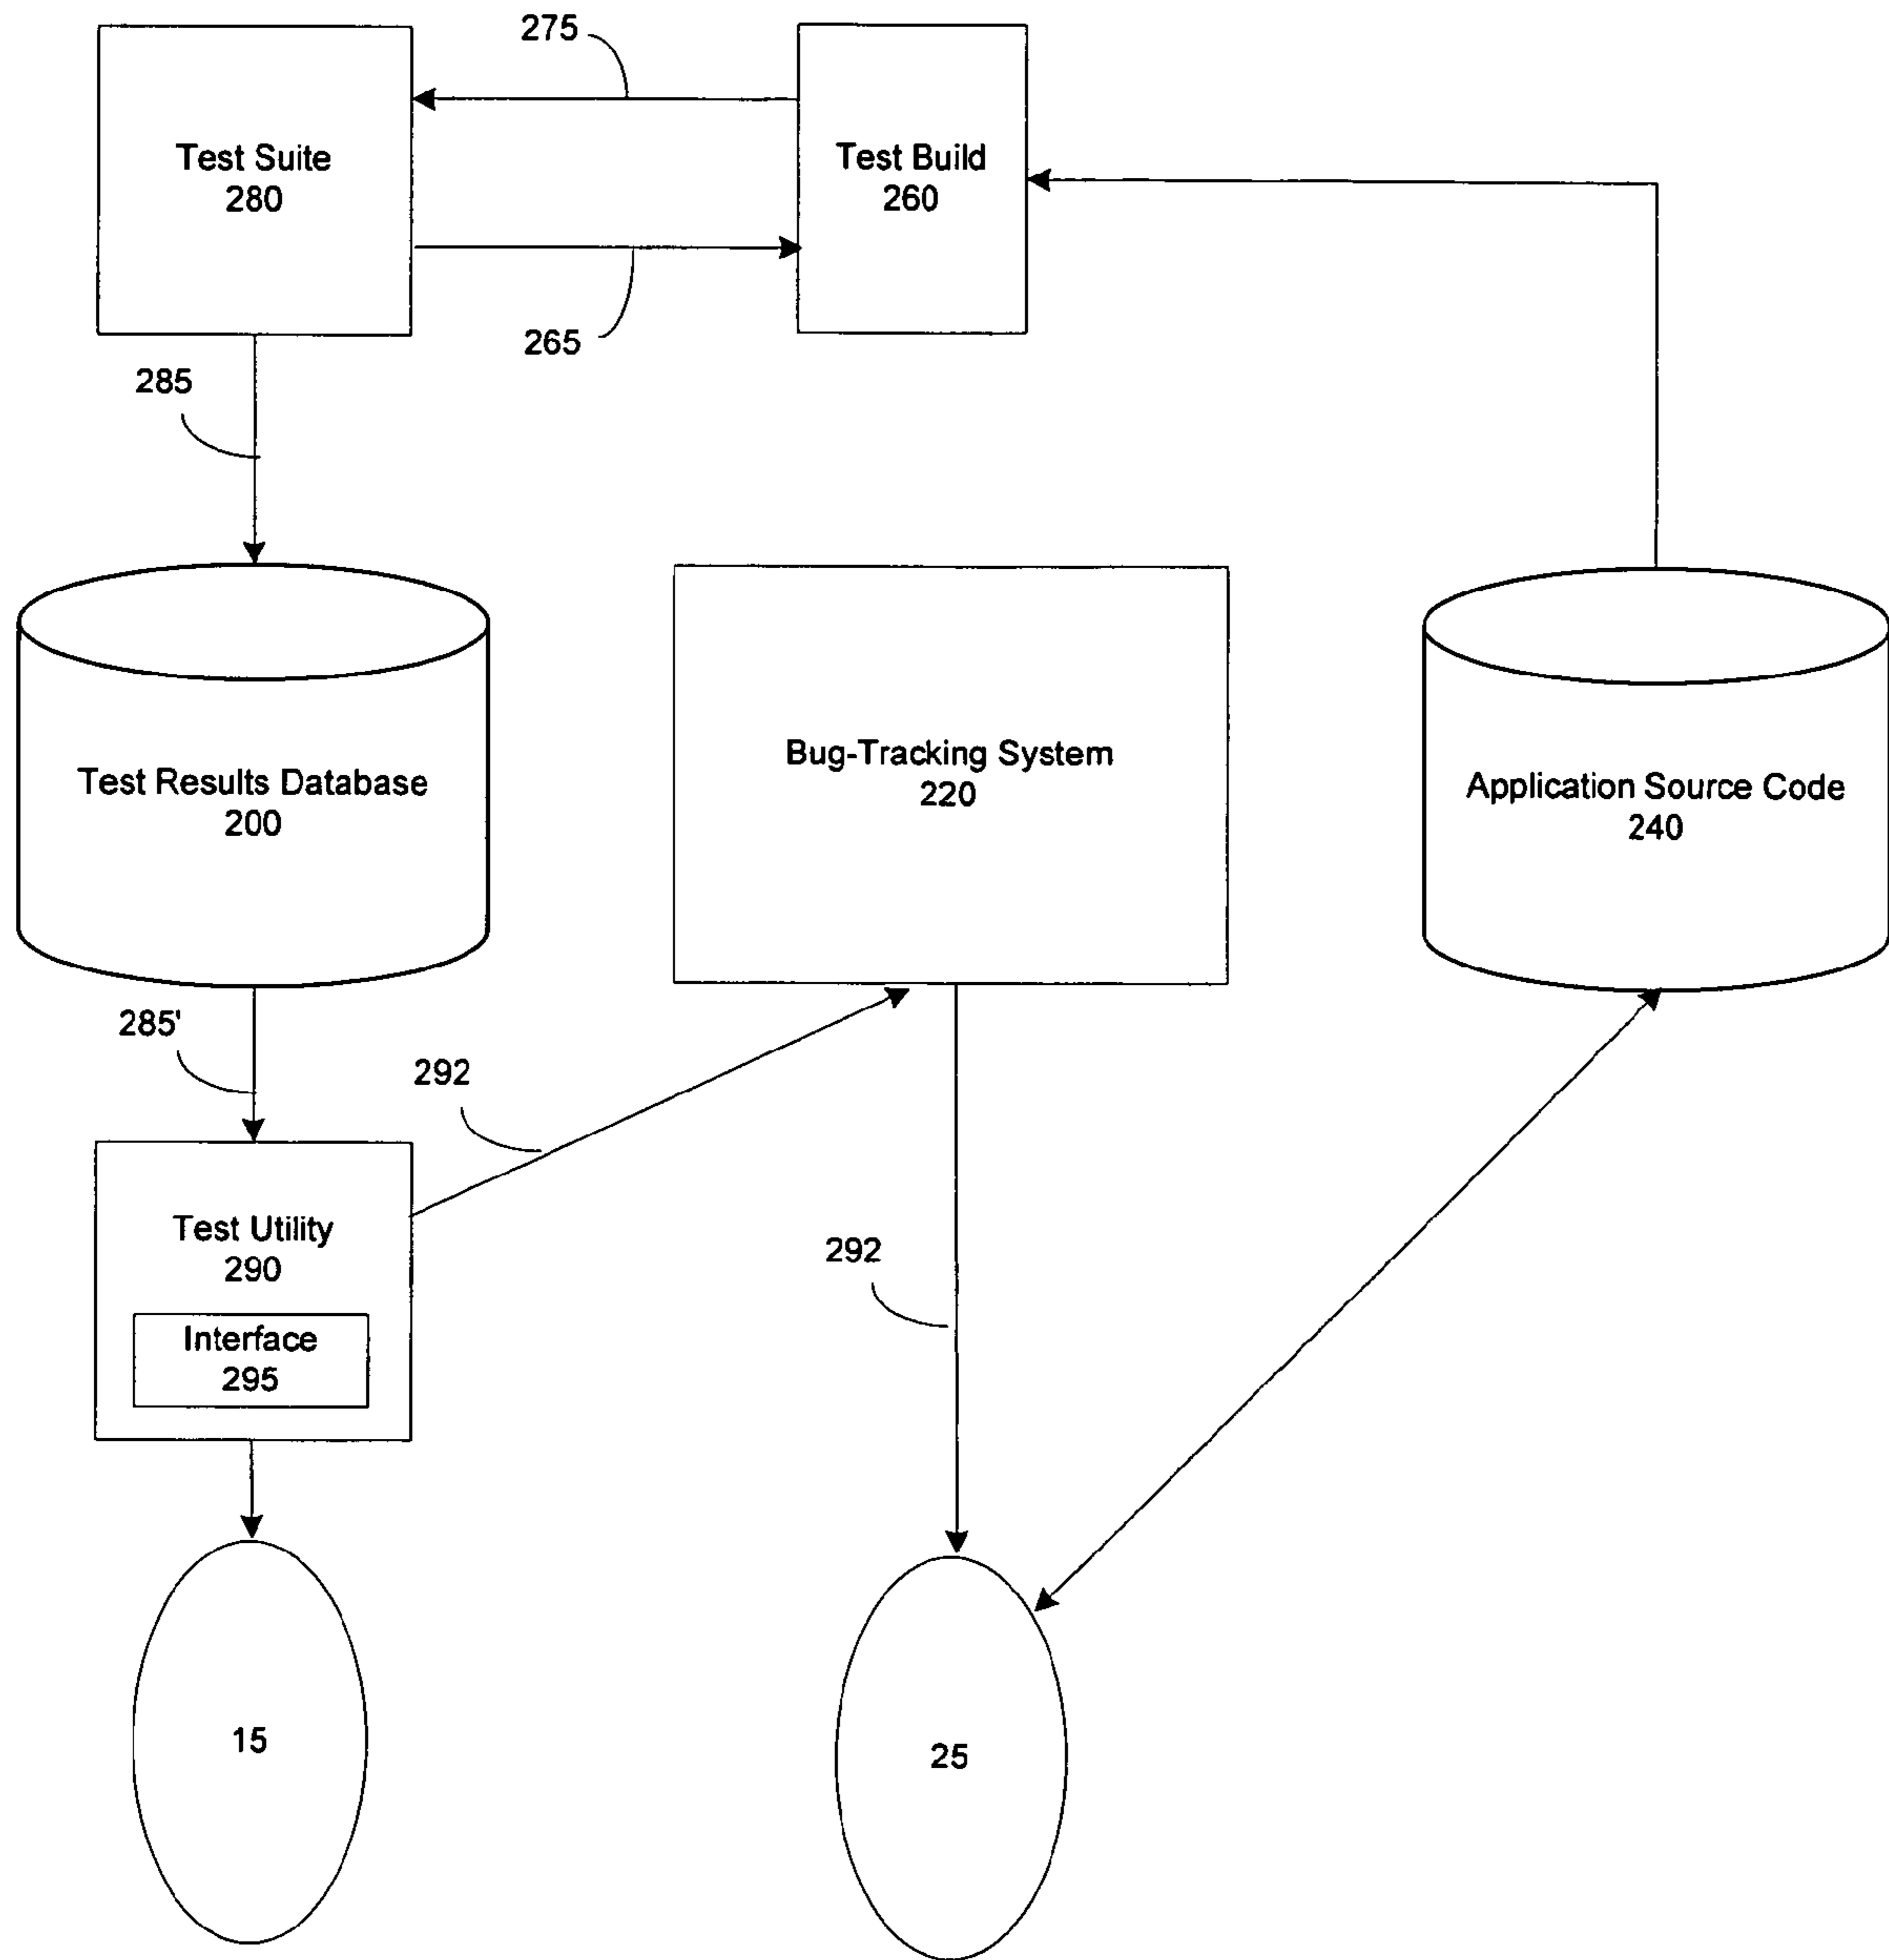 275
Test Suite
280
Test Build
260
265
285
Test Results Database
200
Bug-Tracking System
220
Application Source Code
240
285'
292
Test Utility
290
292
Interface
295
15
25